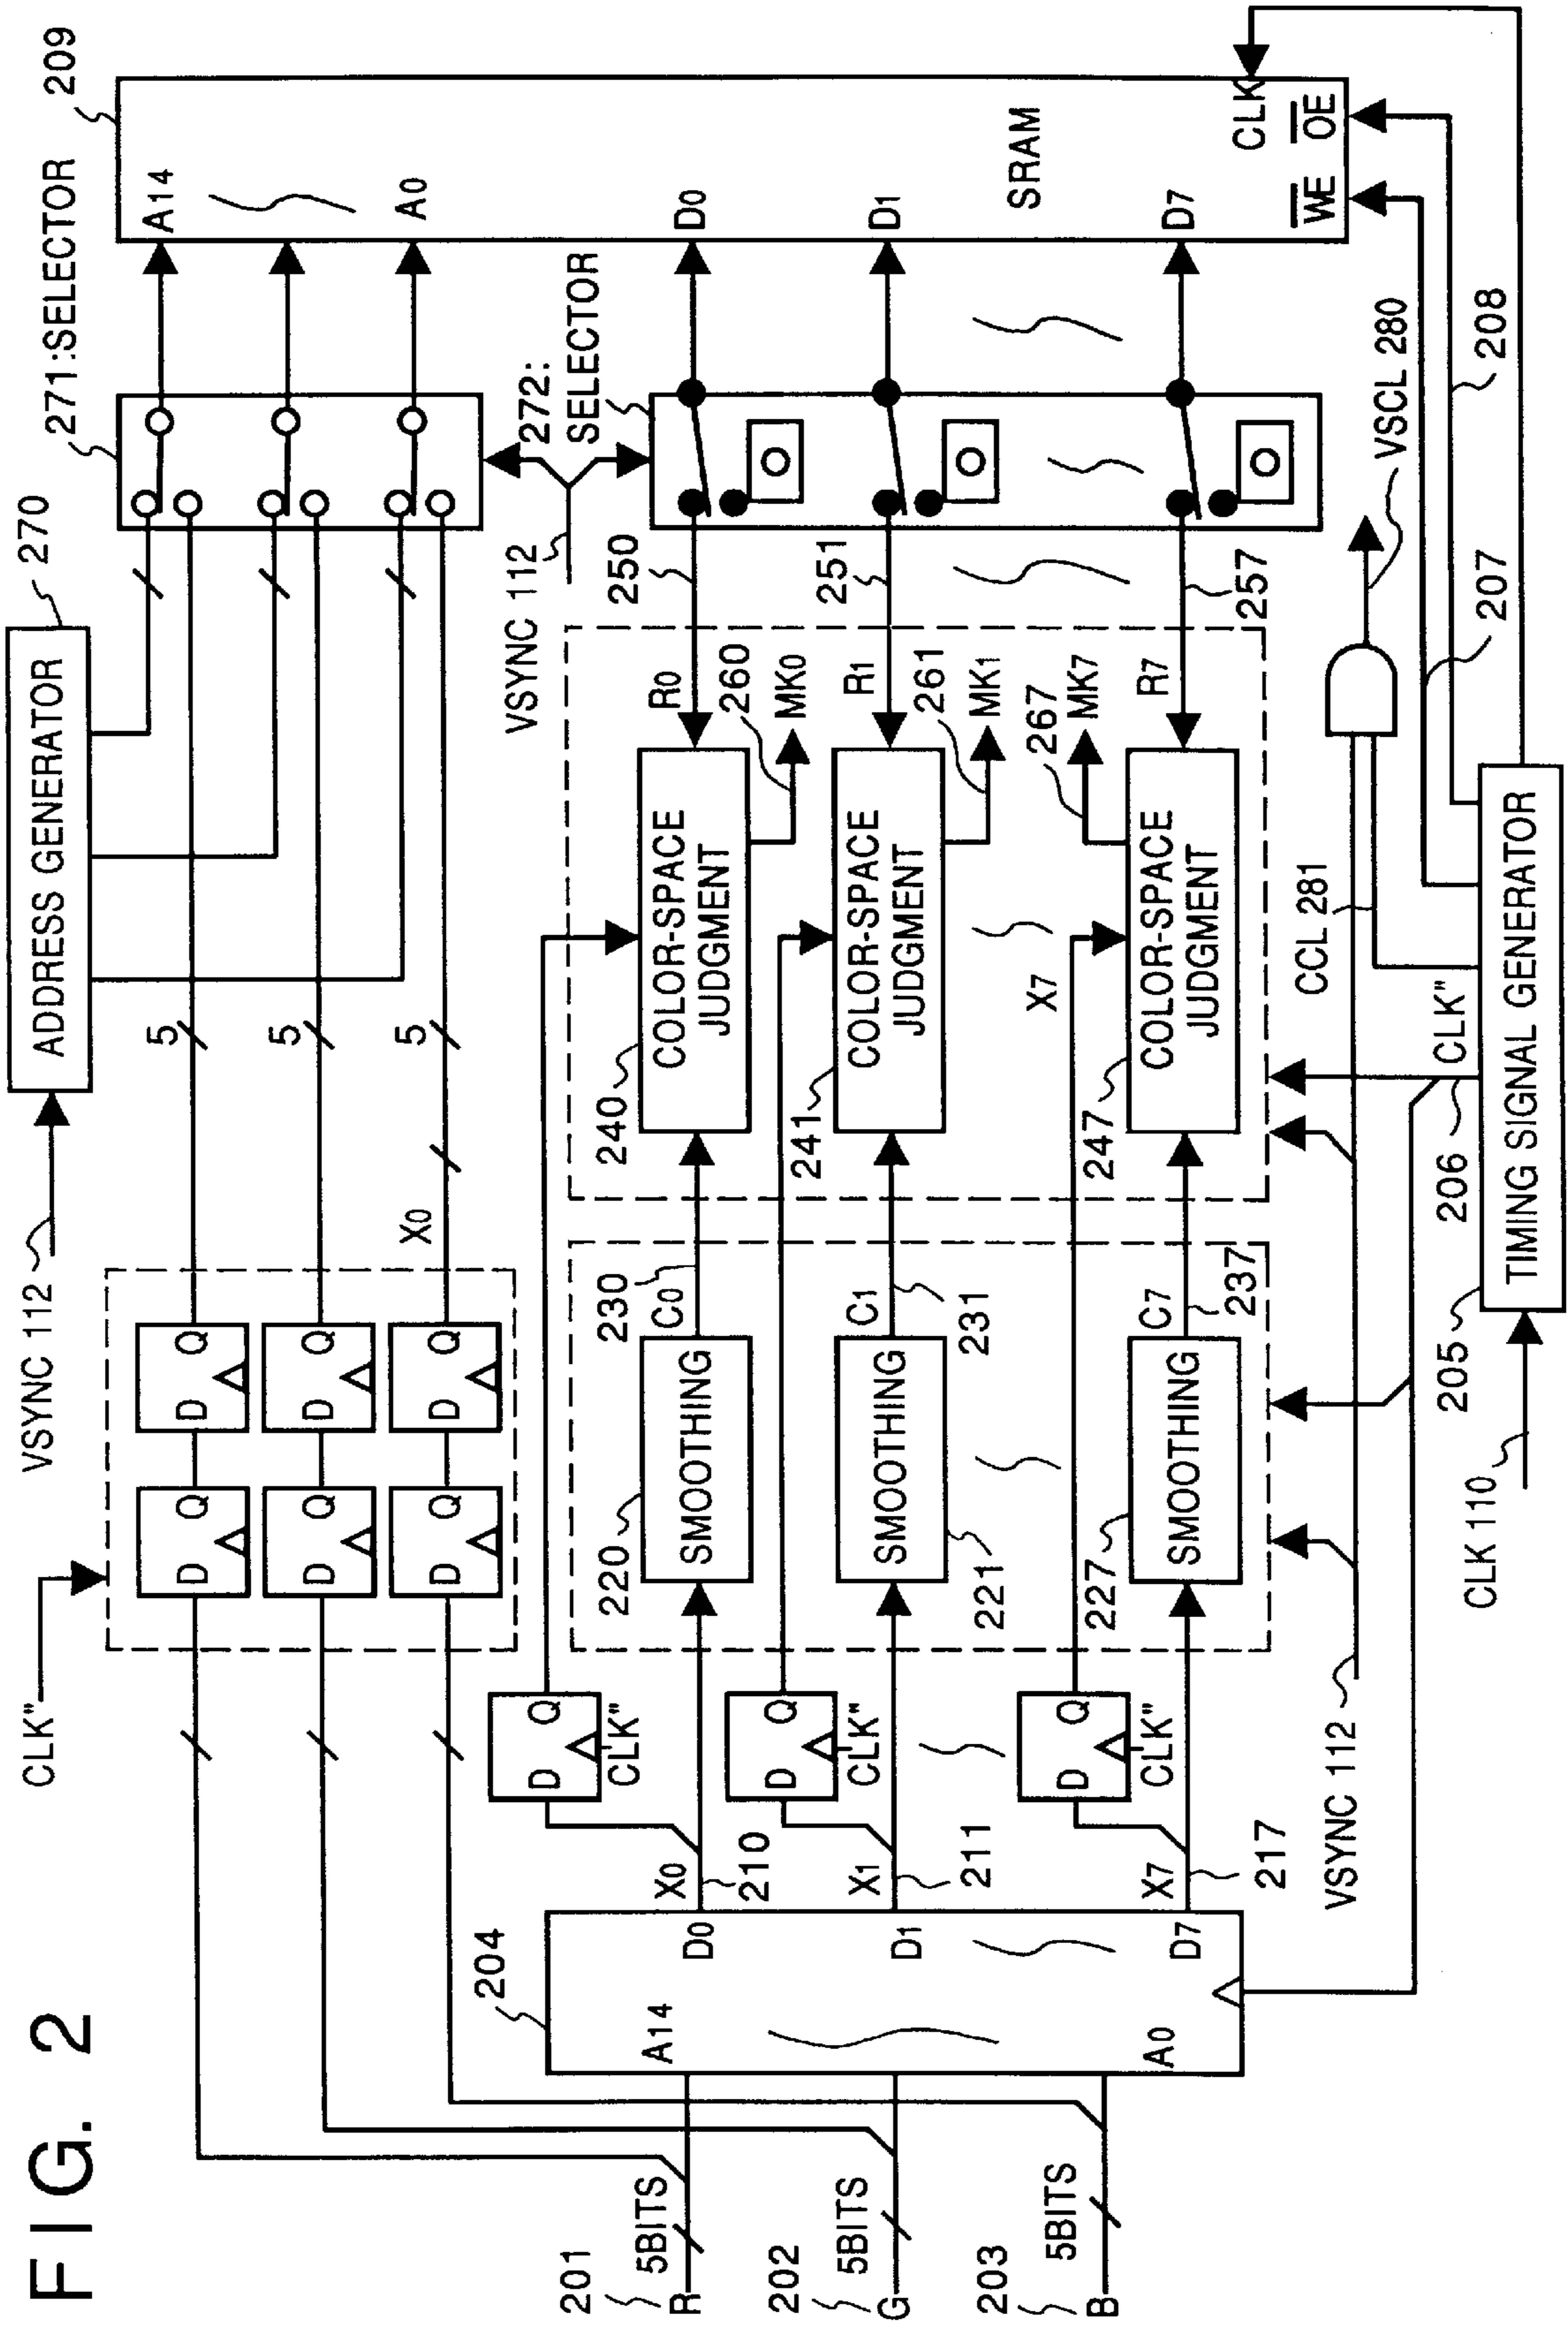 FIG. 2
CLK"
VSYNC 112
ADDRESS GENERATOR
270
271:SELECTOR
209
A14
A0
D0
D1
D7
SRAM
CLK
WE
OE
5
5
5
X0
D Q D Q
D Q D Q
D Q D Q
VSYNC 112
272:
SELECTOR
201
R
5BITS
202
G
5BITS
203
B
5BITS
204
A14
A0
D0
D1
D7
X0
210
X1
211
X7
217
D Q
CLK"
D Q
CLK"
D Q
CLK"
220
SMOOTHING
221
SMOOTHING
227
SMOOTHING
230
C0
C1
231
C7
237
240
COLOR-SPACE
JUDGMENT
241
COLOR-SPACE
JUDGMENT
X7
247
COLOR-SPACE
JUDGMENT
R0
250
260
MK0
R1
251
261
MK1
267
MK7
R7
257
VSYNC 112
CCL 281
VSCL 280
CLK 110
205
TIMING SIGNAL GENERATOR
206
CLK"
207
208